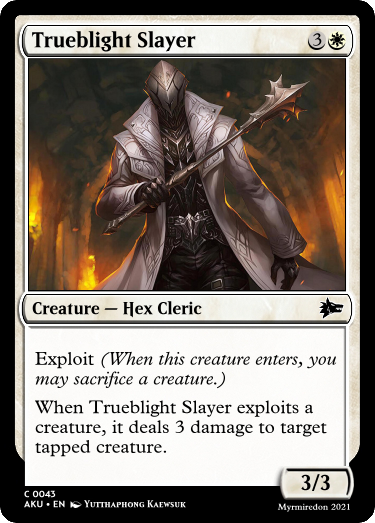 Trueblight Slayer 3
Creature — Hex Cleric
Exploit (When this creature enters, you
may sacrifice a creature.)
When Trueblight Slayer exploits a
creature, it deals 3 damage to target
tapped creature.
3/3
C 0043
AKU • EN Yutthaphong Kaewsuk
Myrmiredon 2021